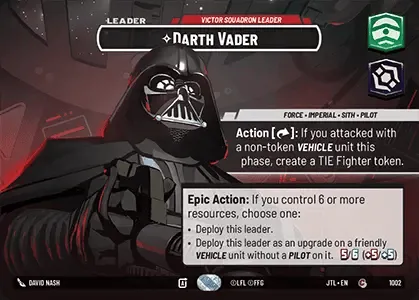 LEADER
VICTOR SQUADRON LEADER
✧DARTH VADER
FORCE • IMPERIAL • SITH • PILOT
Action [↷]: If you attacked with
a non-token VEHICLE unit this
phase, create a TIE Fighter token.
Epic Action: If you control 6 or more
resources, choose one:
• Deploy this leader.
• Deploy this leader as an upgrade on a friendly
VEHICLE unit without a PILOT on it. 5/6 (+5/+5)
DAVID NASH
©LFL ©FFG
JTL • EN
1002